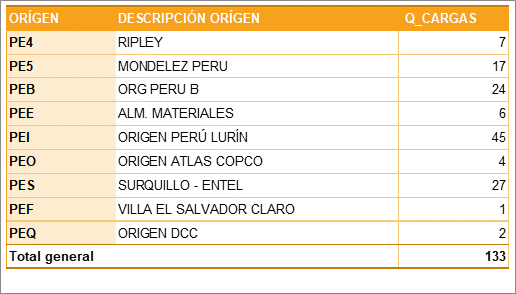 ORÍGEN DESCRIPCIÓN ORÍGEN Q_CARGAS
PE4 RIPLEY 7
PE5 MONDELEZ PERU 17
PEB ORG PERU B 24
PEE ALM. MATERIALES 6
PEI ORIGEN PERÚ LURÍN 45
PEO ORIGEN ATLAS COPCO 4
PES SURQUILLO - ENTEL 27
PEF VILLA EL SALVADOR CLARO 1
PEQ ORIGEN DCC 2
Total general 133